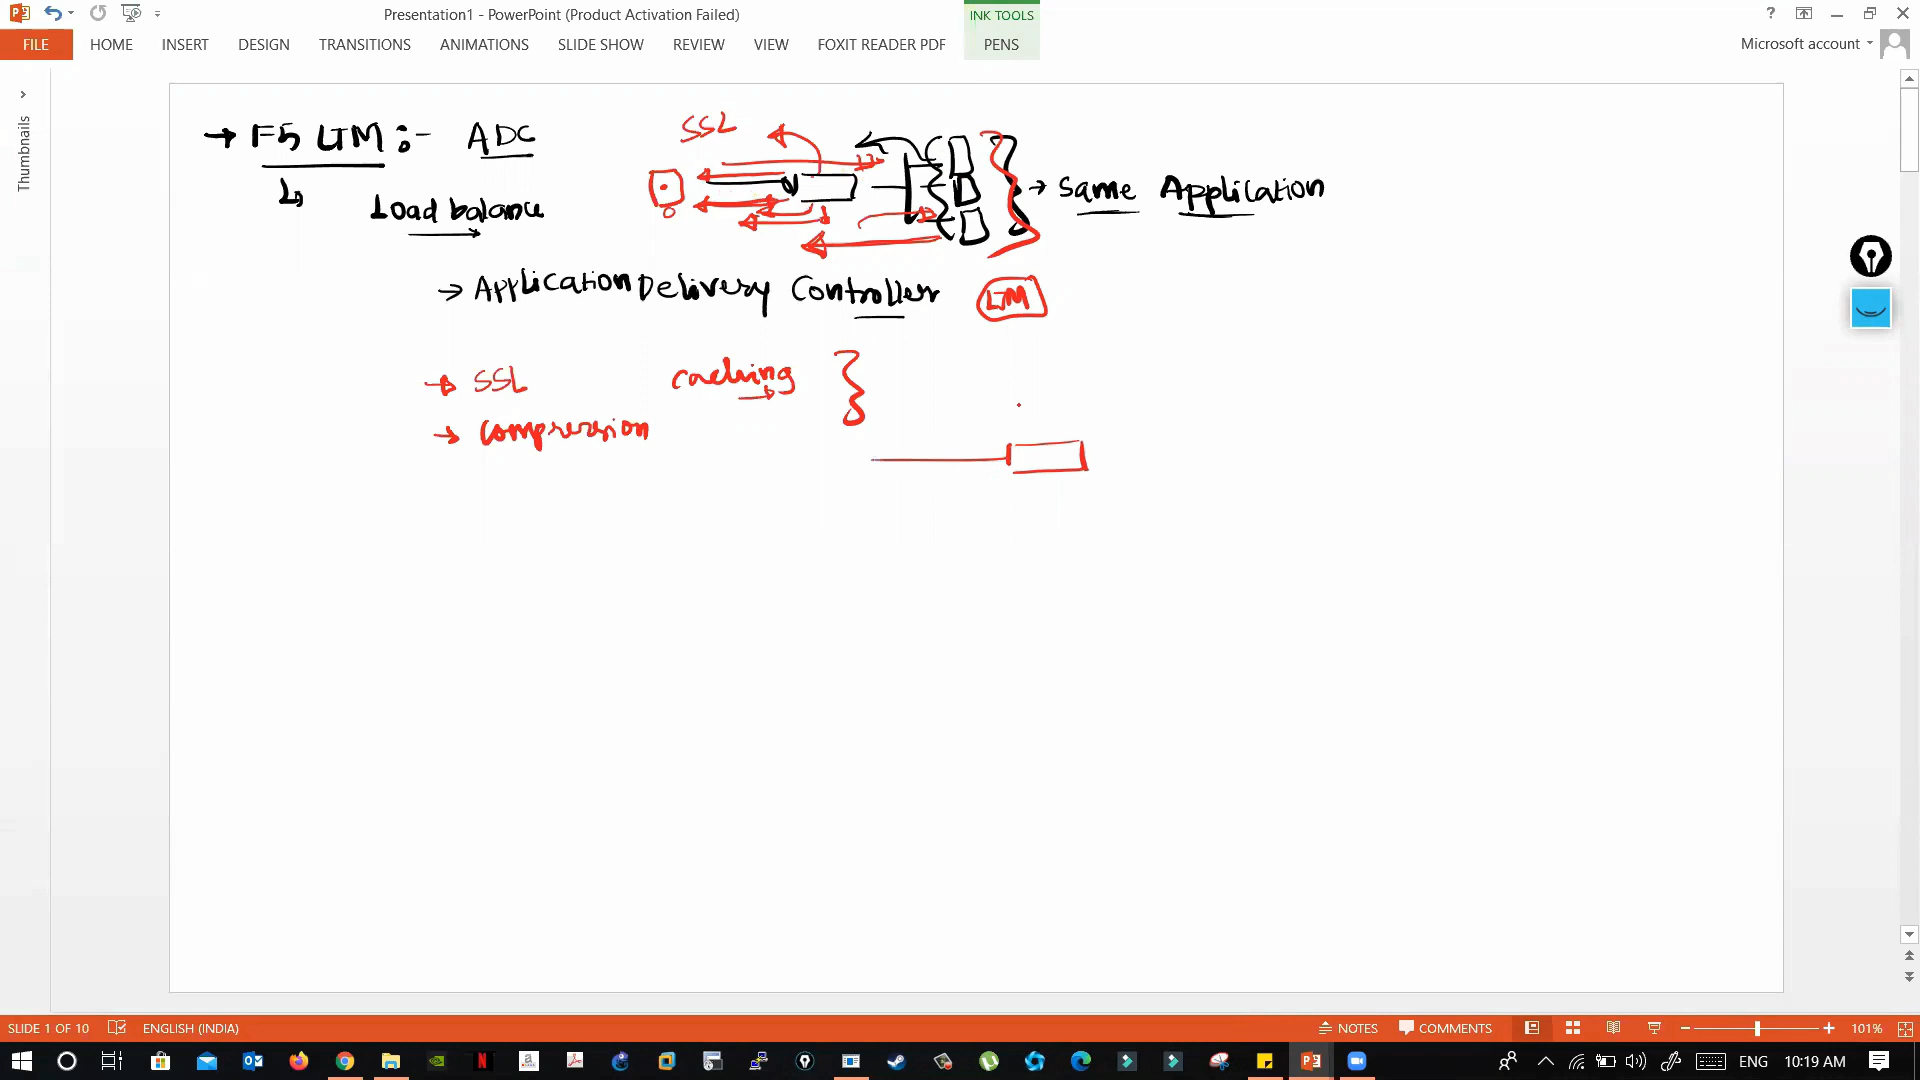 Presentation1 - PowerPoint (Product Activation Failed)
INK TOOLS
?
FILE HOME INSERT DESIGN TRANSITIONS ANIMATIONS SLIDE SHOW REVIEW VIEW FOXIT READER PDF PENS
Microsoft account
Thumbnails
→ F5 LTM :- ADC
SSL
Load balance
→ Same Application
→ Application Delivery Controller
LTM
→ SSL
caching
→ compression
SLIDE 1 OF 10 ENGLISH (INDIA) NOTES COMMENTS 101%
ENG 10:19 AM